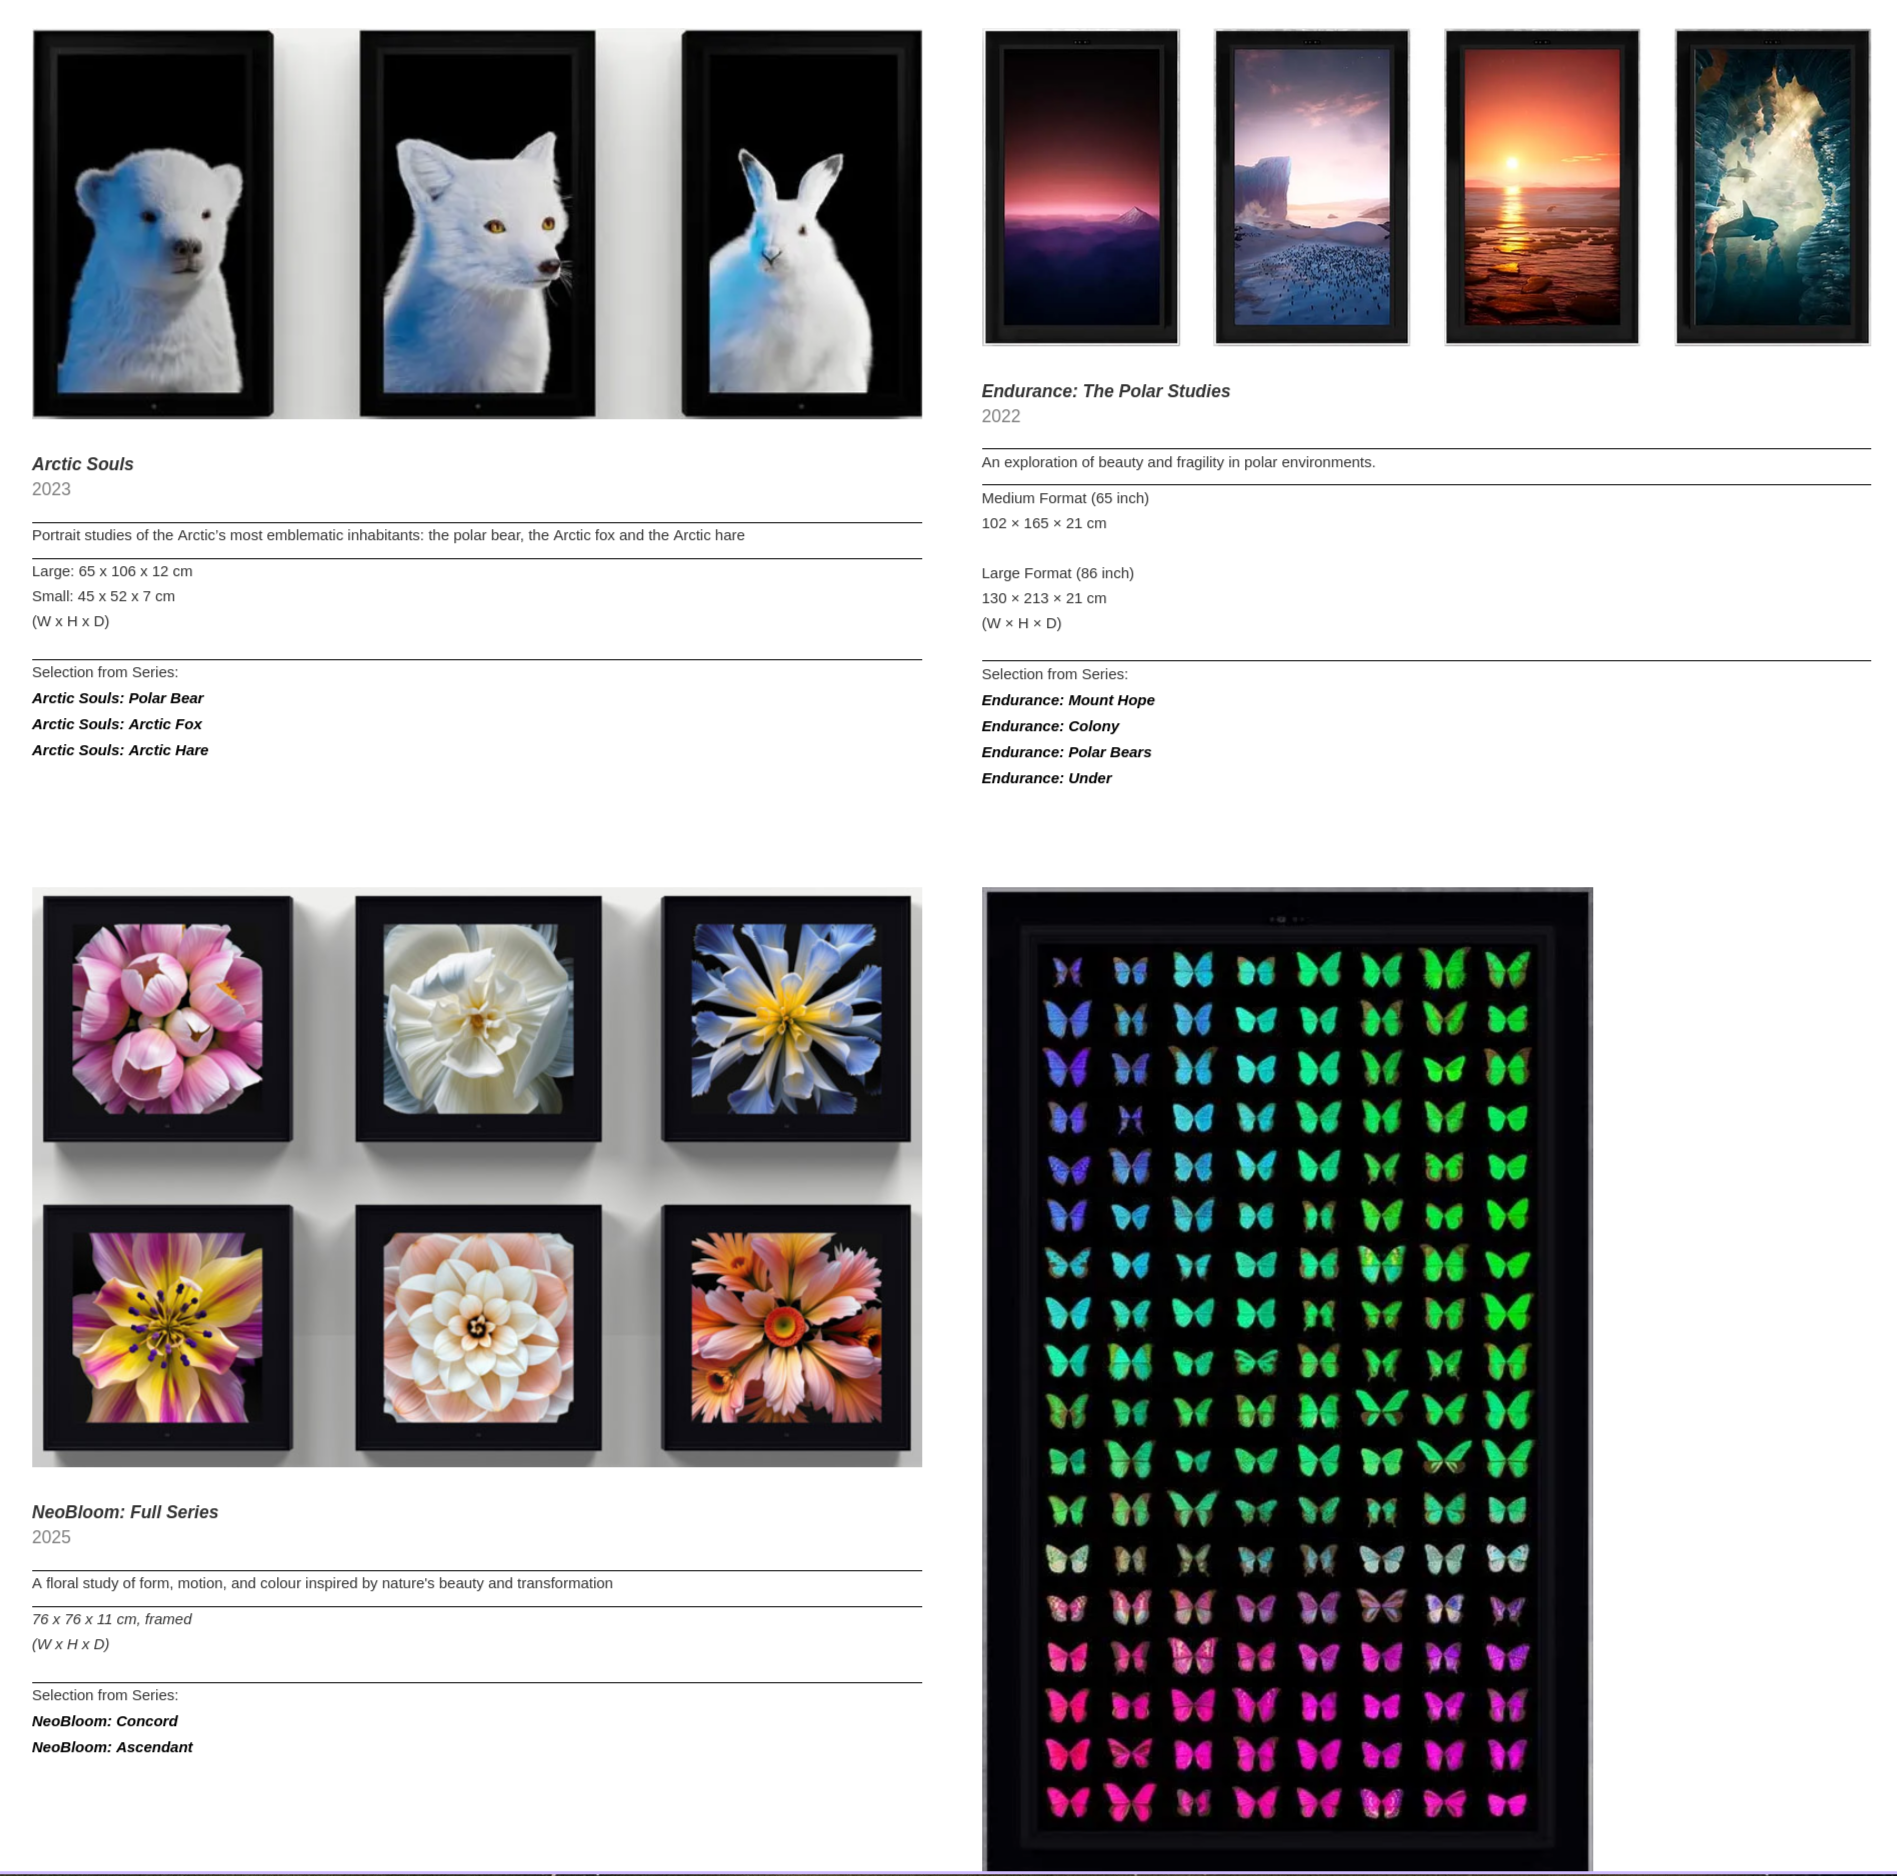 Arctic Souls
2023
Portrait studies of the Arctic's most emblematic inhabitants: the polar bear, the Arctic fox and the Arctic hare
Large: 65 x 106 x 12 cm
Small: 45 x 52 x 7 cm
(W x H x D)
Selection from Series:
Arctic Souls: Polar Bear
Arctic Souls: Arctic Fox
Arctic Souls: Arctic Hare
Endurance: The Polar Studies
2022
An exploration of beauty and fragility in polar environments.
Medium Format (65 inch)
102 × 165 × 21 cm
Large Format (86 inch)
130 × 213 × 21 cm
(W × H × D)
Selection from Series:
Endurance: Mount Hope
Endurance: Colony
Endurance: Polar Bears
Endurance: Under
NeoBloom: Full Series
2025
A floral study of form, motion, and colour inspired by nature's beauty and transformation
76 x 76 x 11 cm, framed
(W x H x D)
Selection from Series:
NeoBloom: Concord
NeoBloom: Ascendant